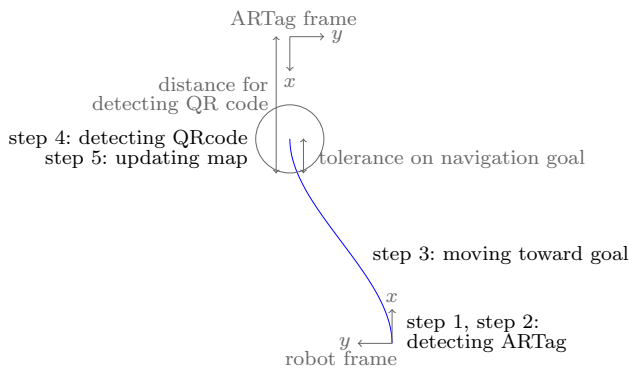 ARTag frame
y
x
distance for
detecting QR code
step 4: detecting QRcode
step 5: updating map
tolerance on navigation goal
step 3: moving toward goal
x
step 1, step 2:
detecting ARTag
y
robot frame